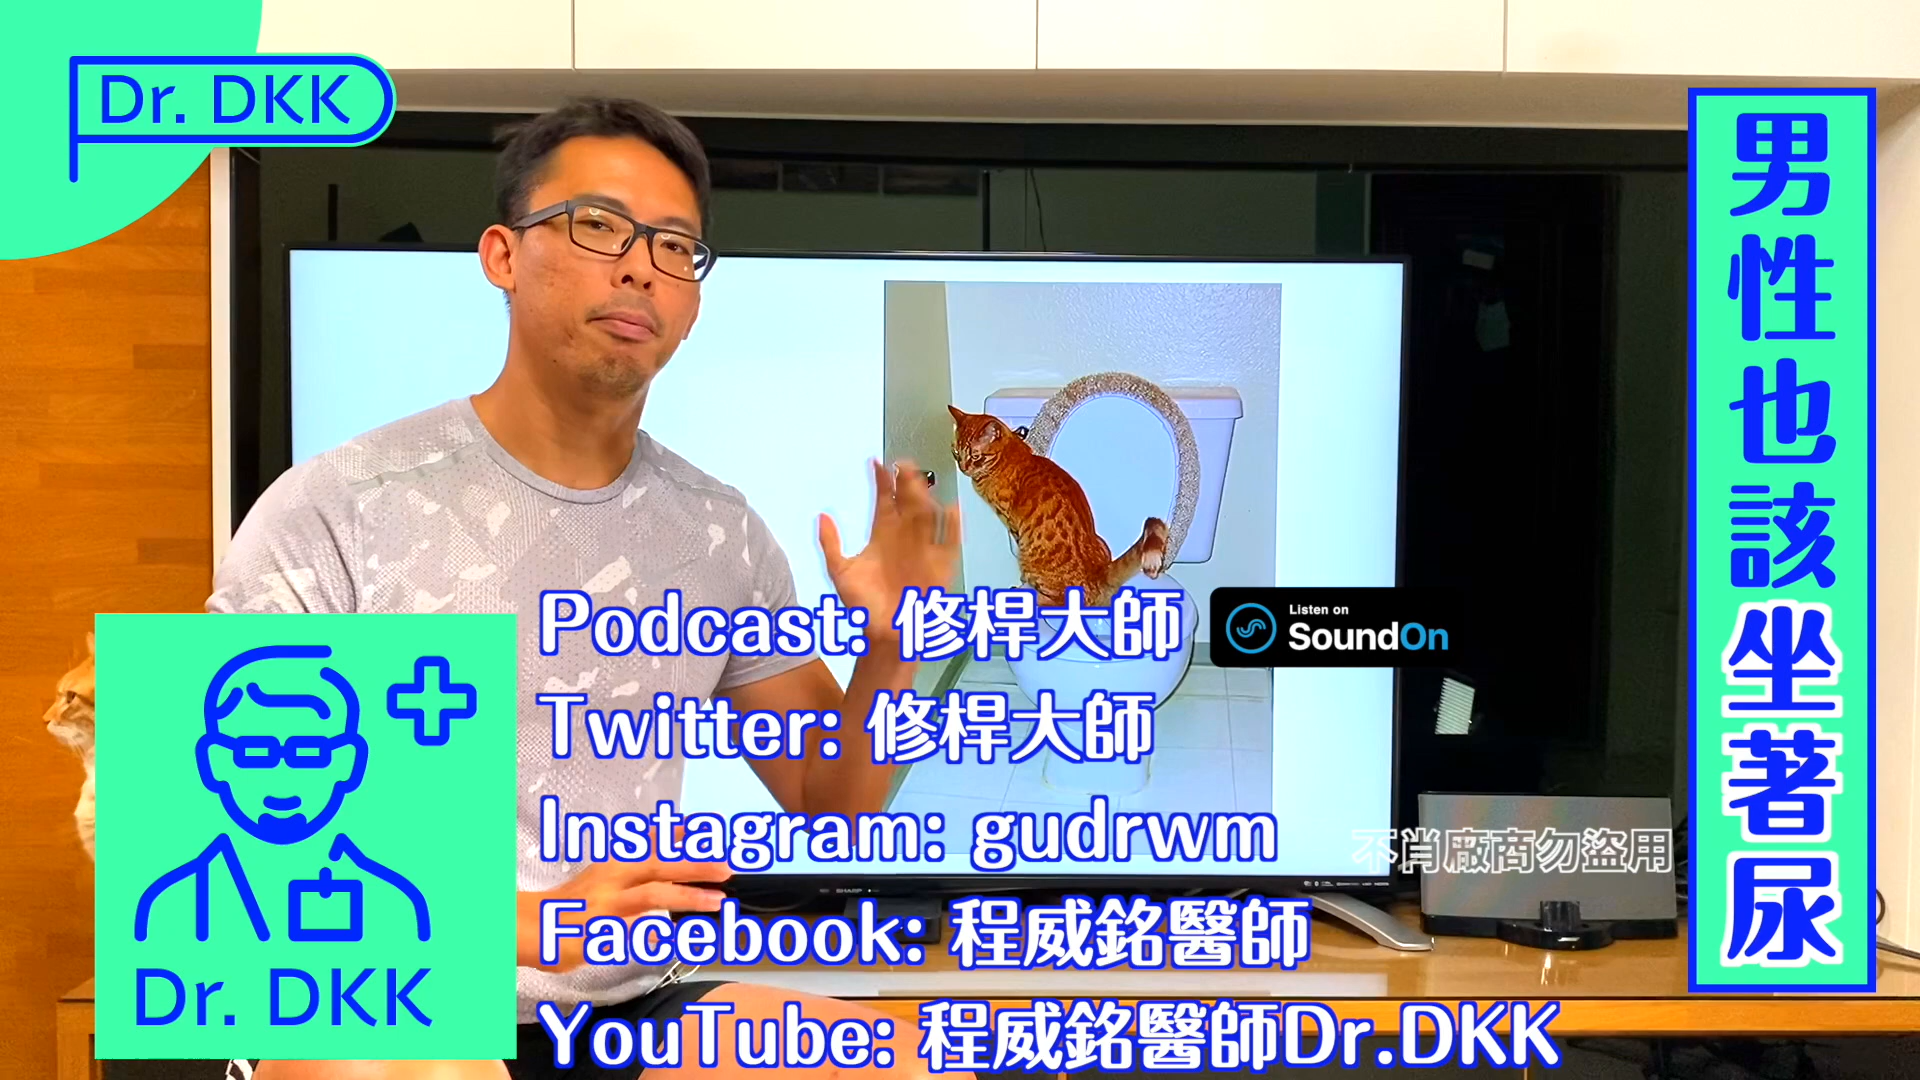 Dr. DKK
男性也該坐著尿
Podcast: 修桿大師
Listen on
SoundOn
Twitter: 修桿大師
Instagram: gudrwm
不肖廠商勿盜用
SHARP
Facebook: 程威銘醫師
Dr. DKK
YouTube: 程威銘醫師Dr.DKK